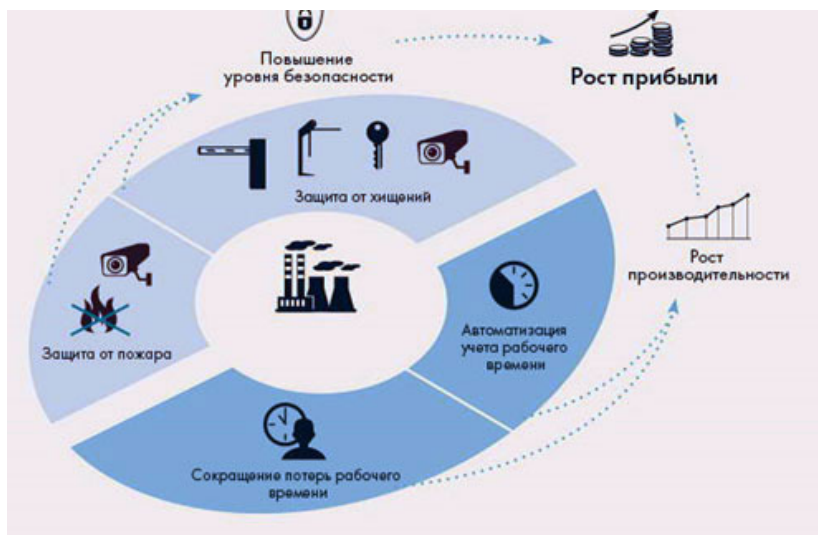 Повышение
уровня безопасности
Рост прибыли
Защита от хищений
Рост
производительности
Защита от пожара
Автоматизация
учета рабочего
времени
Сокращение потерь рабочего
времени